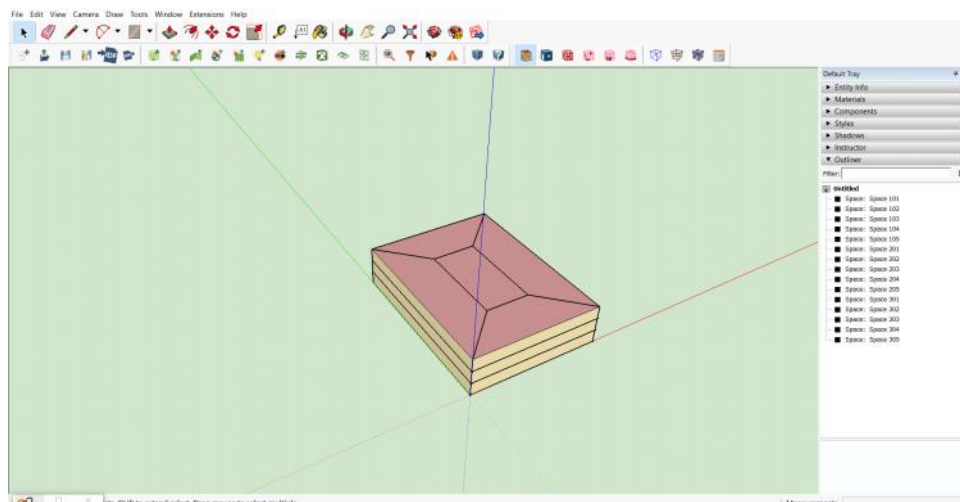 File Edit View Camera Draw Tools Window Extensions Help
Default Tray
Entity Info
Materials
Components
Styles
Shadows
Instructor
Outliner
Filter:
Untitled
Space: Space 101
Space: Space 102
Space: Space 103
Space: Space 104
Space: Space 105
Space: Space 201
Space: Space 202
Space: Space 203
Space: Space 204
Space: Space 205
Space: Space 301
Space: Space 302
Space: Space 303
Space: Space 304
Space: Space 305